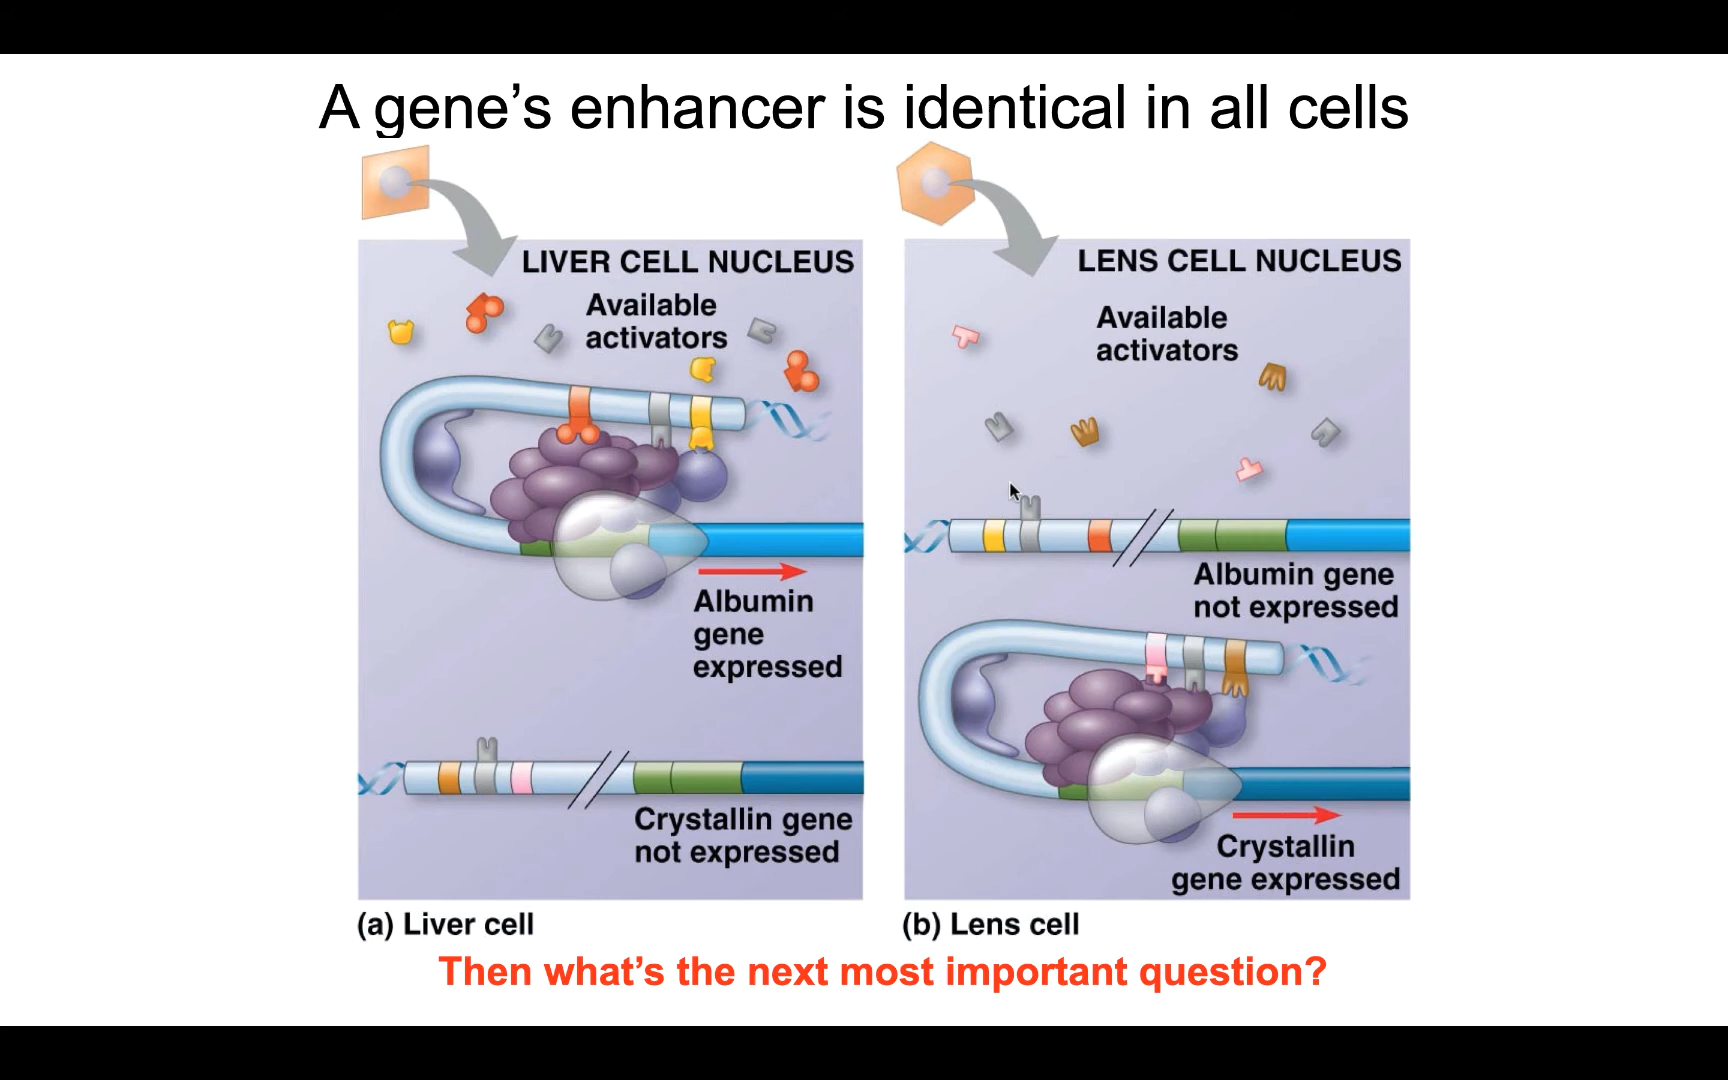 A gene’s enhancer is identical in all cells
LIVER CELL NUCLEUS
Available
activators
Albumin
gene
expressed
Crystallin gene
not expressed
(a) Liver cell
LENS CELL NUCLEUS
Available
activators
Albumin gene
not expressed
Crystallin
gene expressed
(b) Lens cell
Then what’s the next most important question?